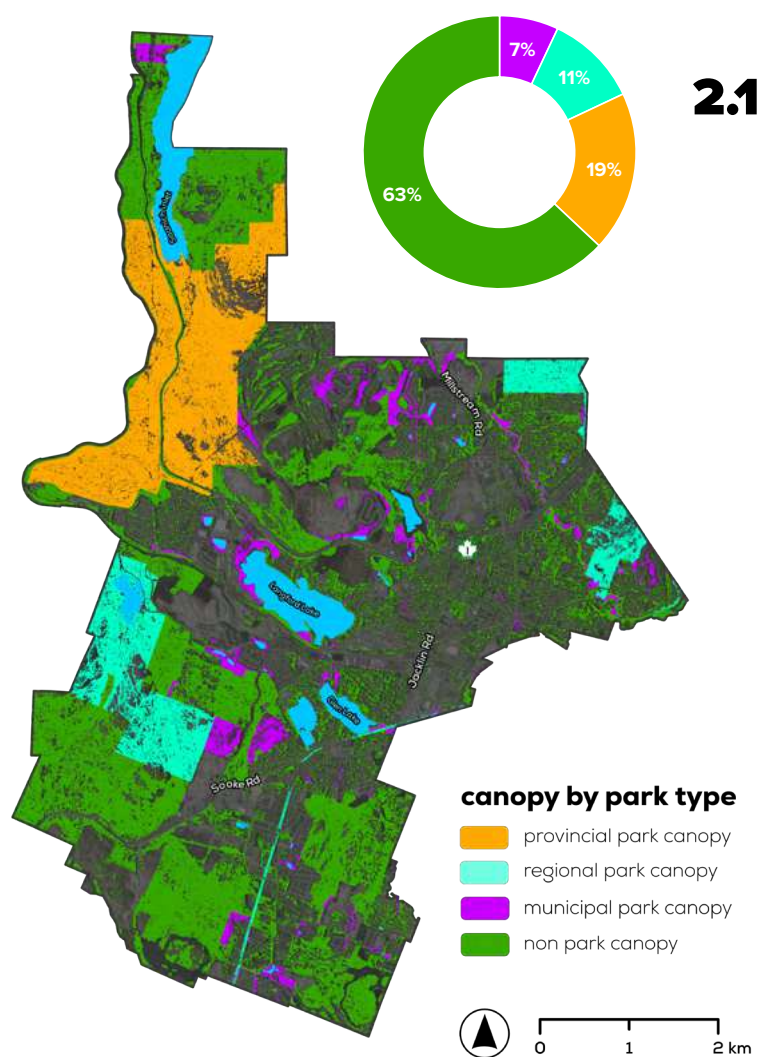 7%
11%
2.1
19%
63%
Millstream Rd
1
Langford Lake
Jacklin Rd
Glen Lake
Sooke Rd
canopy by park type
provincial park canopy
regional park canopy
municipal park canopy
non park canopy
0 1 2 km